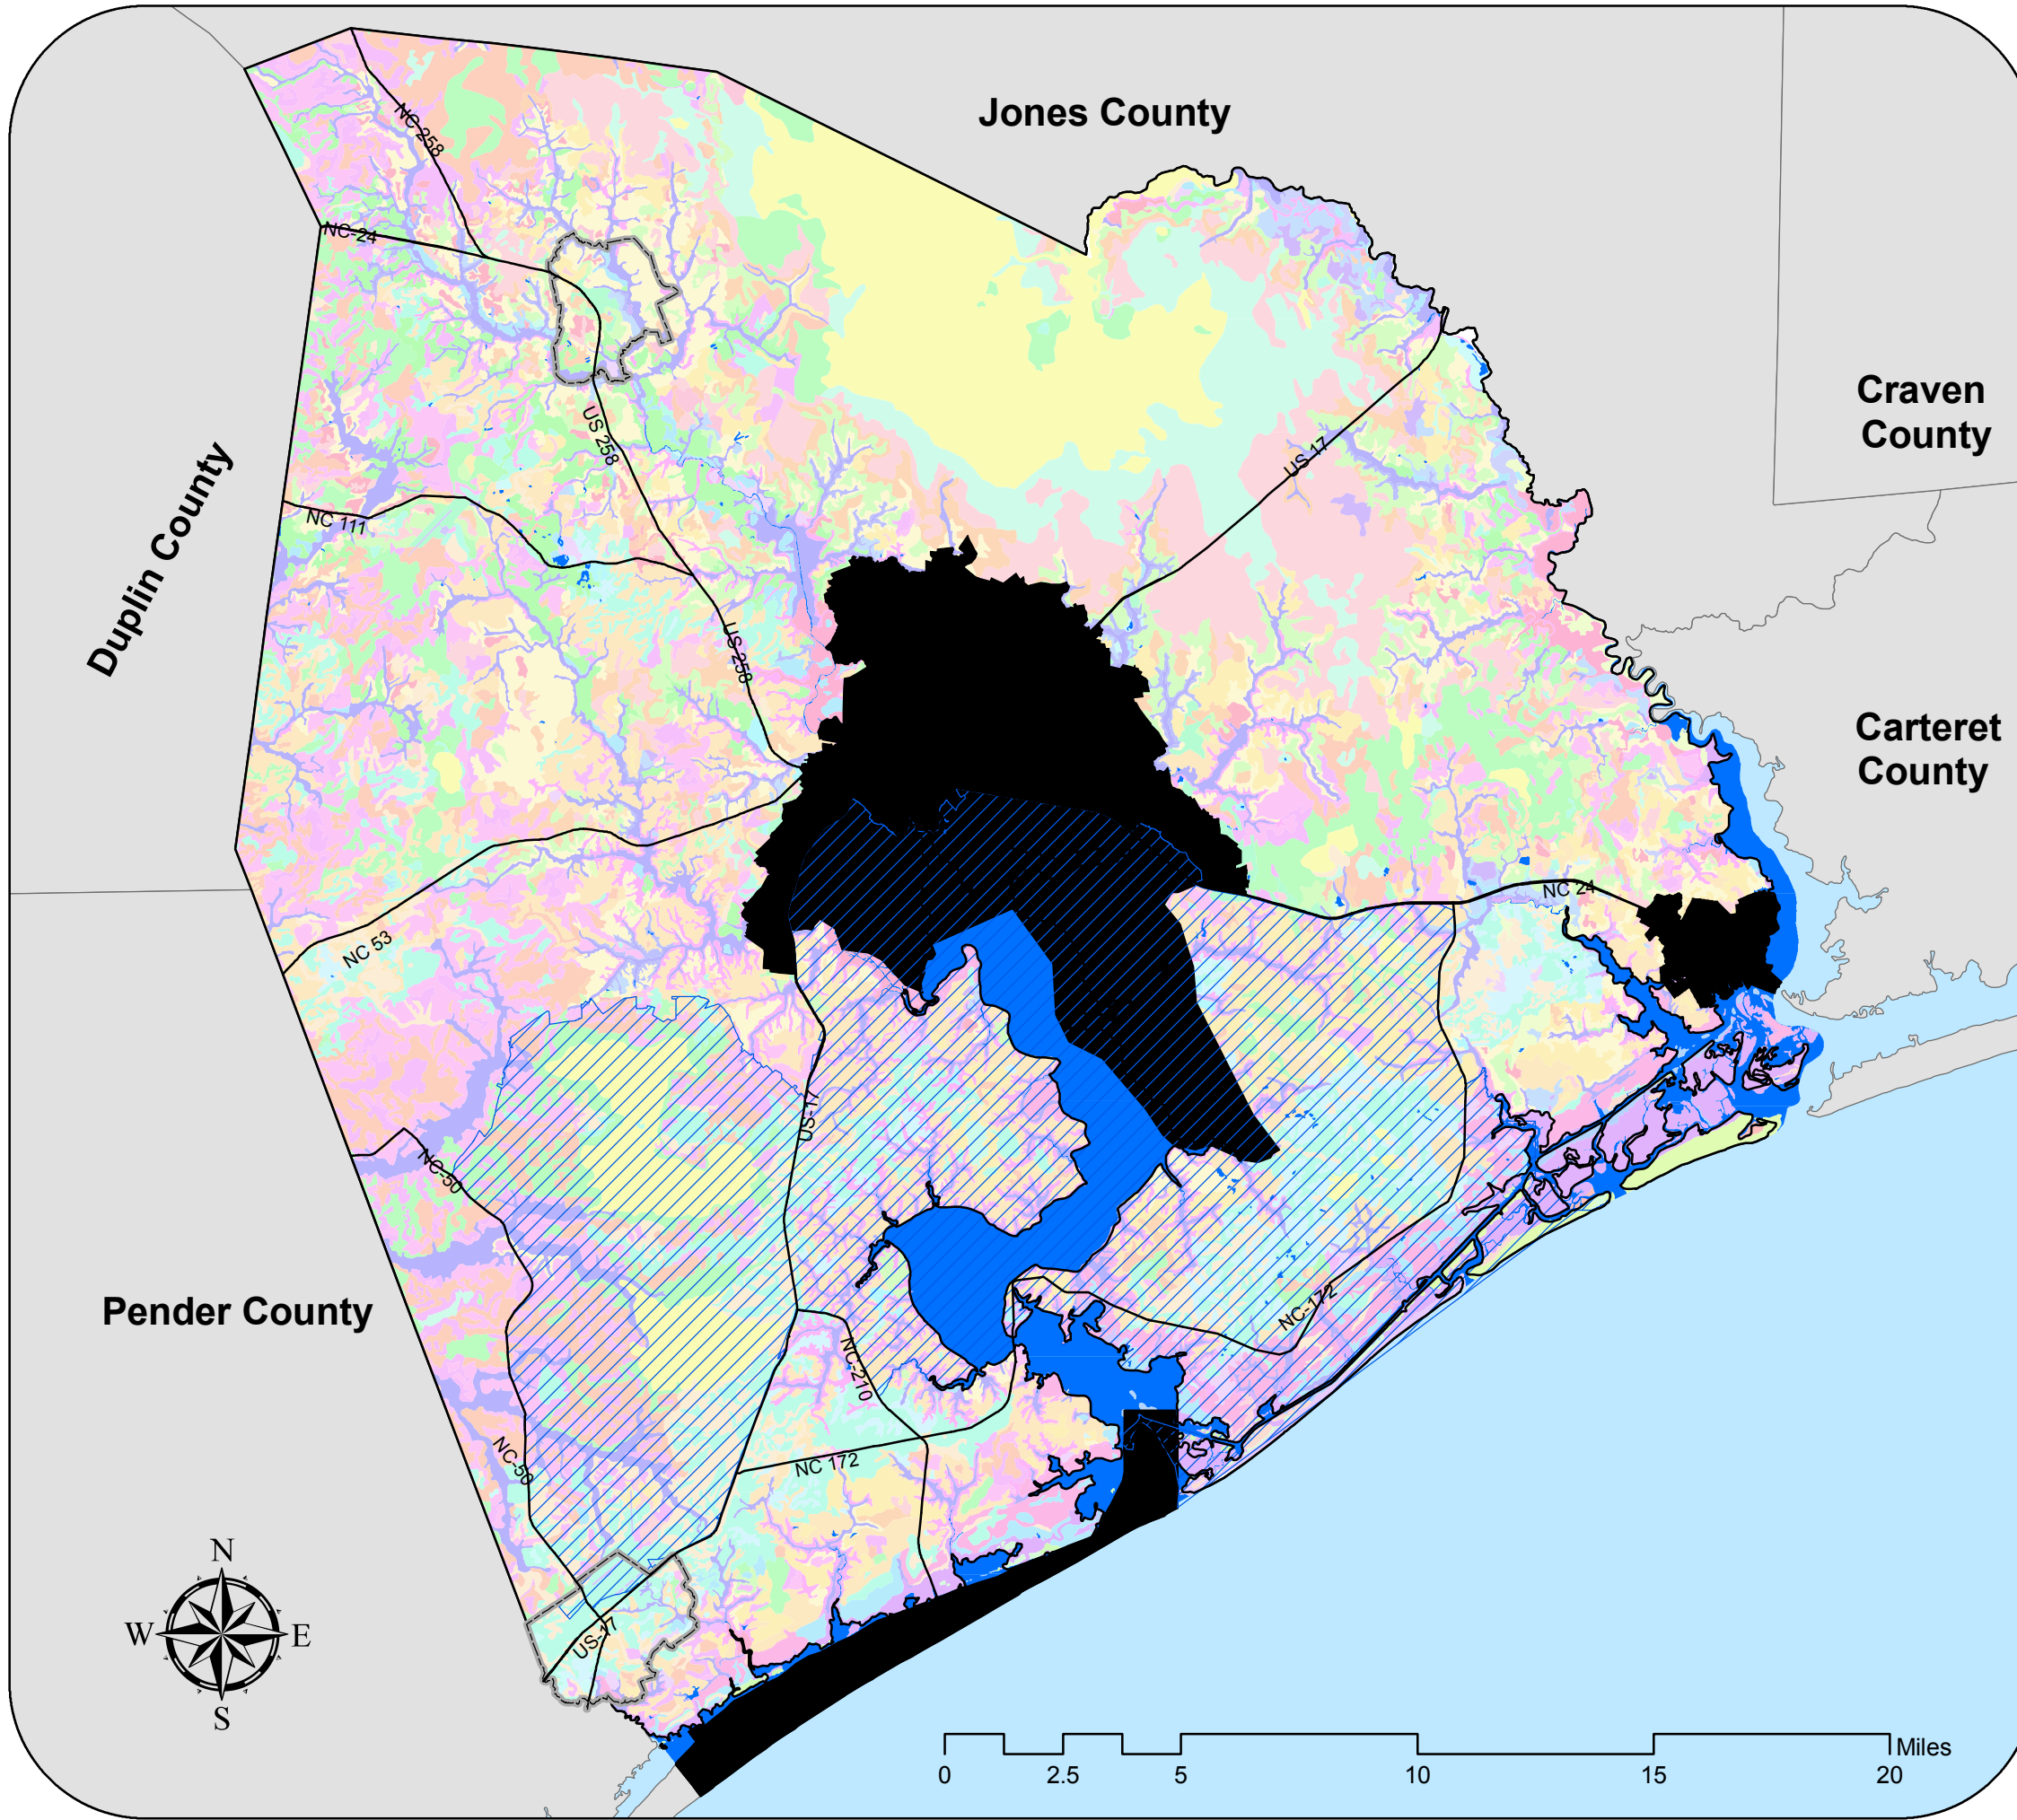 Jones County
NC 258
NC-24
Craven
County
US 258
US-17
Duplin County
NC 111
US 258
Carteret
County
NC 24
NC 53
US-17
NC-50
Pender County
NC-172
NC-210
NC-50
NC 172
N
W
E
S
US-17
Miles
0
2.5
5
10
15
20